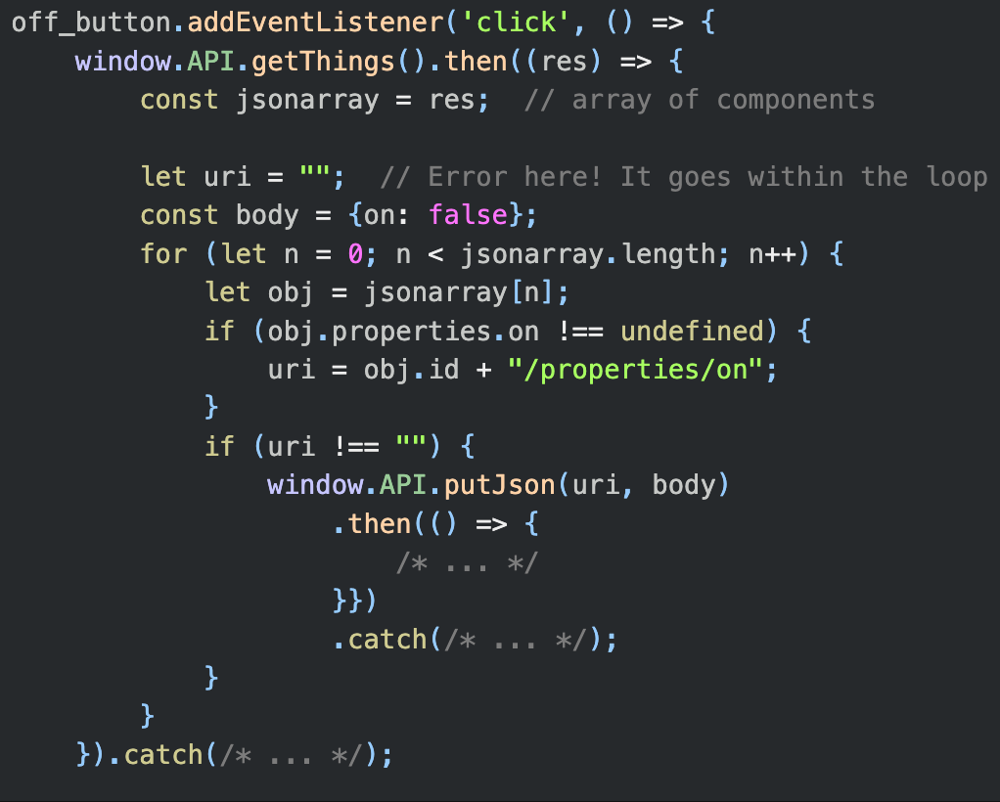 off_button.addEventListener('click', () => {
    window.API.getThings().then((res) => {
        const jsonarray = res;  // array of components

        let uri = "";  // Error here! It goes within the loop
        const body = {on: false};
        for (let n = 0; n < jsonarray.length; n++) {
            let obj = jsonarray[n];
            if (obj.properties.on !== undefined) {
                uri = obj.id + "/properties/on";
            }
            if (uri !== "") {
                window.API.putJson(uri, body)
                    .then(() => {
                        /* ... */
                    }})
                    .catch(/* ... */);
            }
        }
    }).catch(/* ... */);